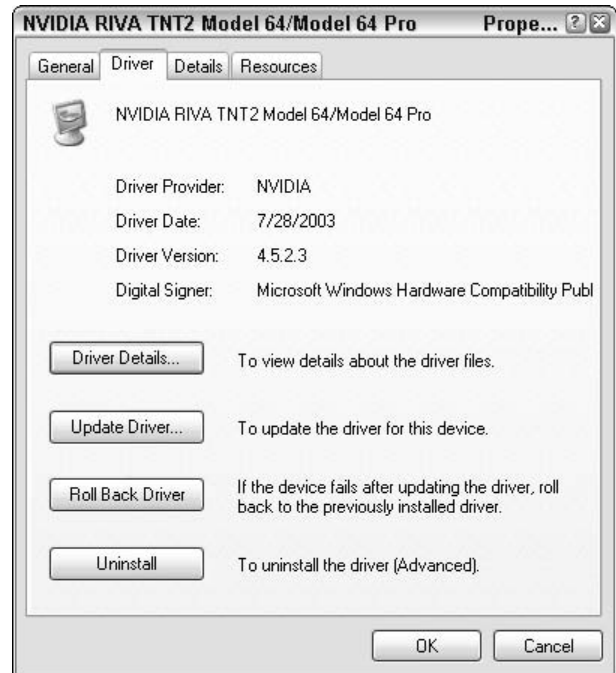 NVIDIA RIVA TNT2 Model 64/Model 64 Pro Prope...
General Driver Details Resources
NVIDIA RIVA TNT2 Model 64/Model 64 Pro
Driver Provider: NVIDIA
Driver Date: 7/28/2003
Driver Version: 4.5.2.3
Digital Signer: Microsoft Windows Hardware Compatibility Publ
Driver Details... To view details about the driver files.
Update Driver... To update the driver for this device.
Roll Back Driver If the device fails after updating the driver, roll
back to the previously installed driver.
Uninstall To uninstall the driver (Advanced).
OK Cancel